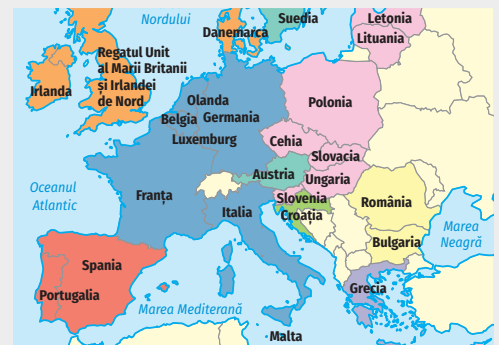 Nordului
Suedia
Letonia
Danemarca
Lituania
Regatul Unit
al Marii Britanii
și Irlandei
de Nord
Irlanda
Olanda
Polonia
Belgia
Germania
Luxemburg
Cehia
Slovacia
Austria
Ungaria
Oceanul
Atlantic
Franța
Slovenia
România
Italia
Croația
Marea
Neagră
Bulgaria
Spania
Portugalia
Grecia
Marea Mediterană
Malta